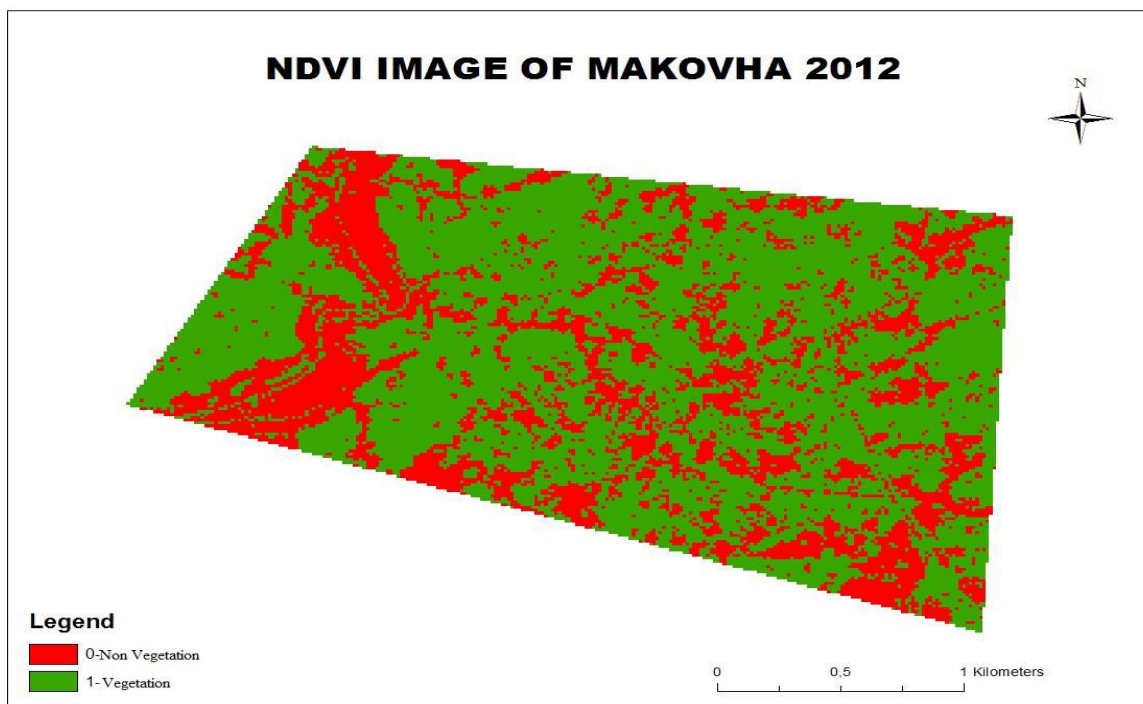 NDVI IMAGE OF MAKOVHA 2012
N
Legend
0-Non Vegetation
1- Vegetation
0 0,5 1 Kilometers